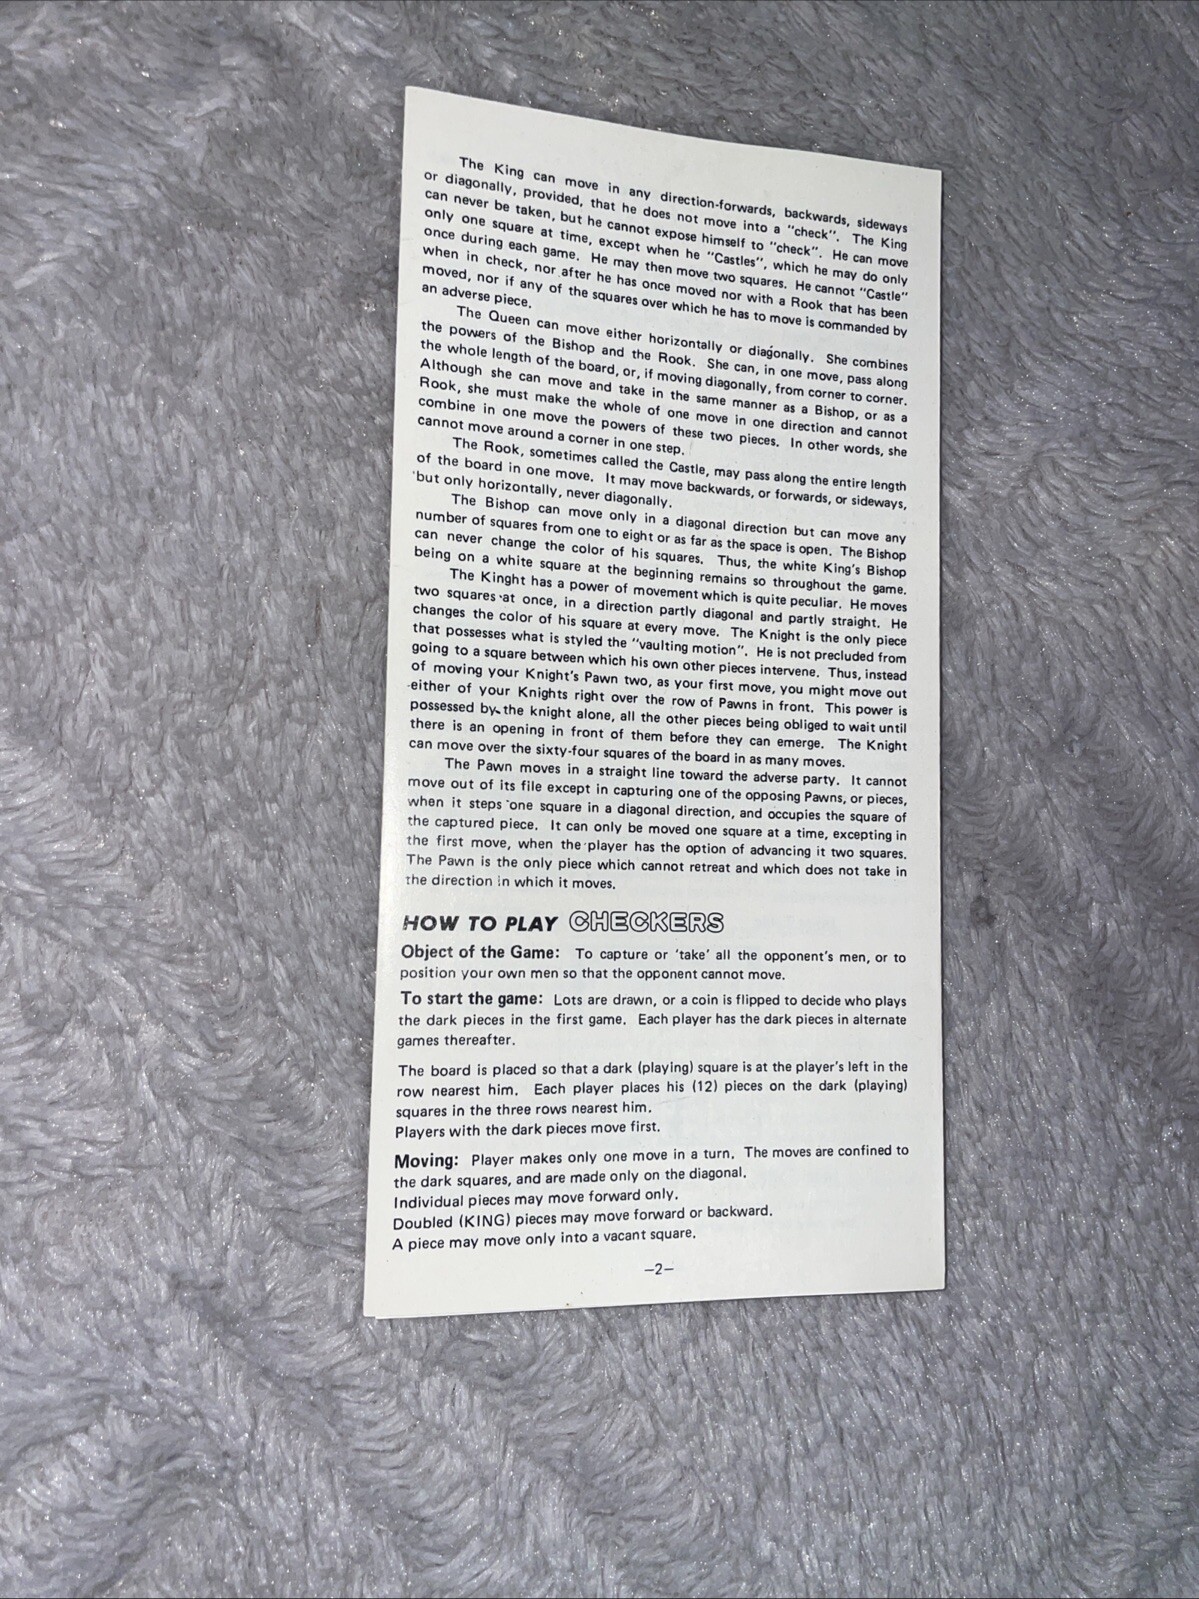 The King can move in any direction-forwards, backwards, sideways
or diagonally, provided, that he does not move into a "check". The King
can never be taken, but he cannot expose himself to "check". He can move
only one square at time, except when he "Castles", which he may do only
once during each game. He may then move two squares. He cannot "Castle"
when in check, nor after he has once moved nor with a Rook that has been
moved, nor if any of the squares over which he has to move is commanded by
an adverse piece.
The Queen can move either horizontally or diagonally. She combines
the powers of the Bishop and the Rook. She can, in one move, pass along
the whole length of the board, or, if moving diagonally, from corner to corner.
Although she can move and take in the same manner as a Bishop, or as a
Rook, she must make the whole of one move in one direction and cannot
combine in one move the powers of these two pieces. In other words, she
cannot move around a corner in one step.
The Rook, sometimes called the Castle, may pass along the entire length
of the board in one move. It may move backwards, or forwards, or sideways,
but only horizontally, never diagonally.
The Bishop can move only in a diagonal direction but can move any
number of squares from one to eight or as far as the space is open. The Bishop
can never change the color of his squares. Thus, the white King's Bishop
being on a white square at the beginning remains so throughout the game.
The Kinght has a power of movement which is quite peculiar. He moves
two squares at once, in a direction partly diagonal and partly straight. He
changes the color of his square at every move. The Knight is the only piece
that possesses what is styled the "vaulting motion". He is not precluded from
going to a square between which his own other pieces intervene. Thus, instead
of moving your Knight's Pawn two, as your first move, you might move out
either of your Knights right over the row of Pawns in front. This power is
possessed by the knight alone, all the other pieces being obliged to wait until
there is an opening in front of them before they can emerge. The Knight
can move over the sixty-four squares of the board in as many moves.
The Pawn moves in a straight line toward the adverse party. It cannot
move out of its file except in capturing one of the opposing Pawns, or pieces,
when it steps one square in a diagonal direction, and occupies the square of
the captured piece. It can only be moved one square at a time, excepting in
the first move, when the player has the option of advancing it two squares.
The Pawn is the only piece which cannot retreat and which does not take in
the direction in which it moves.
HOW TO PLAY CHECKERS
Object of the Game: To capture or 'take' all the opponent's men, or to
position your own men so that the opponent cannot move.
To start the game: Lots are drawn, or a coin is flipped to decide who plays
the dark pieces in the first game. Each player has the dark pieces in alternate
games thereafter.
The board is placed so that a dark (playing) square is at the player's left in the
row nearest him. Each player places his (12) pieces on the dark (playing)
squares in the three rows nearest him.
Players with the dark pieces move first.
Moving: Player makes only one move in a turn. The moves are confined to
the dark squares, and are made only on the diagonal.
Individual pieces may move forward only.
Doubled (KING) pieces may move forward or backward.
A piece may move only into a vacant square.
—2—